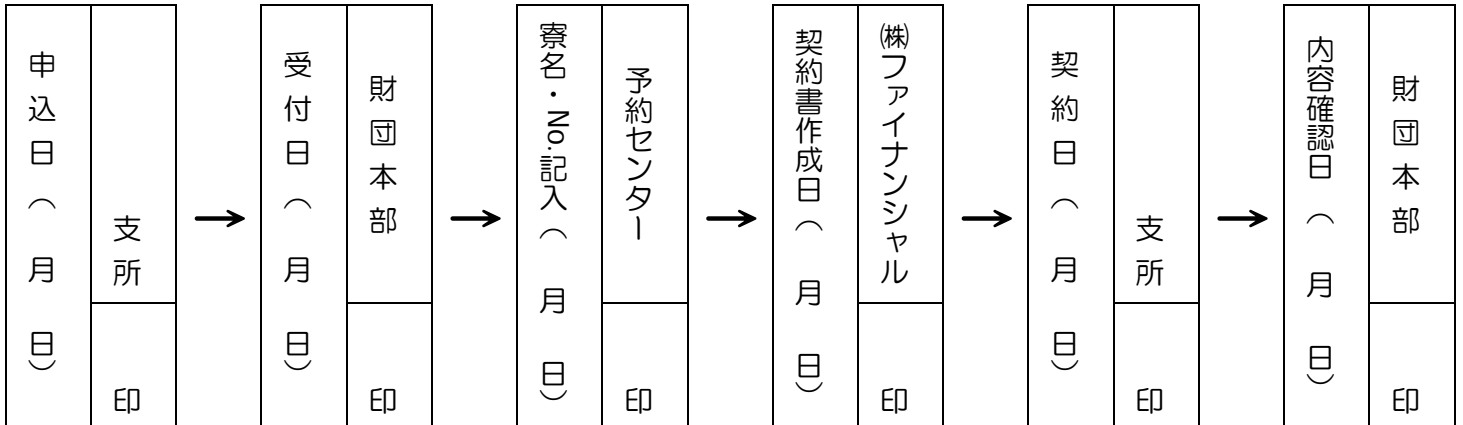 申込日（　月　日）
支所
印
受付日（　月　日）
財団本部
印
寮名・No.記入（　月　日）
予約センター
印
契約書作成日（　月　日）
㈱ファイナンシャル
印
契約日（　月　日）
支所
印
内容確認日（　月　日）
財団本部
印